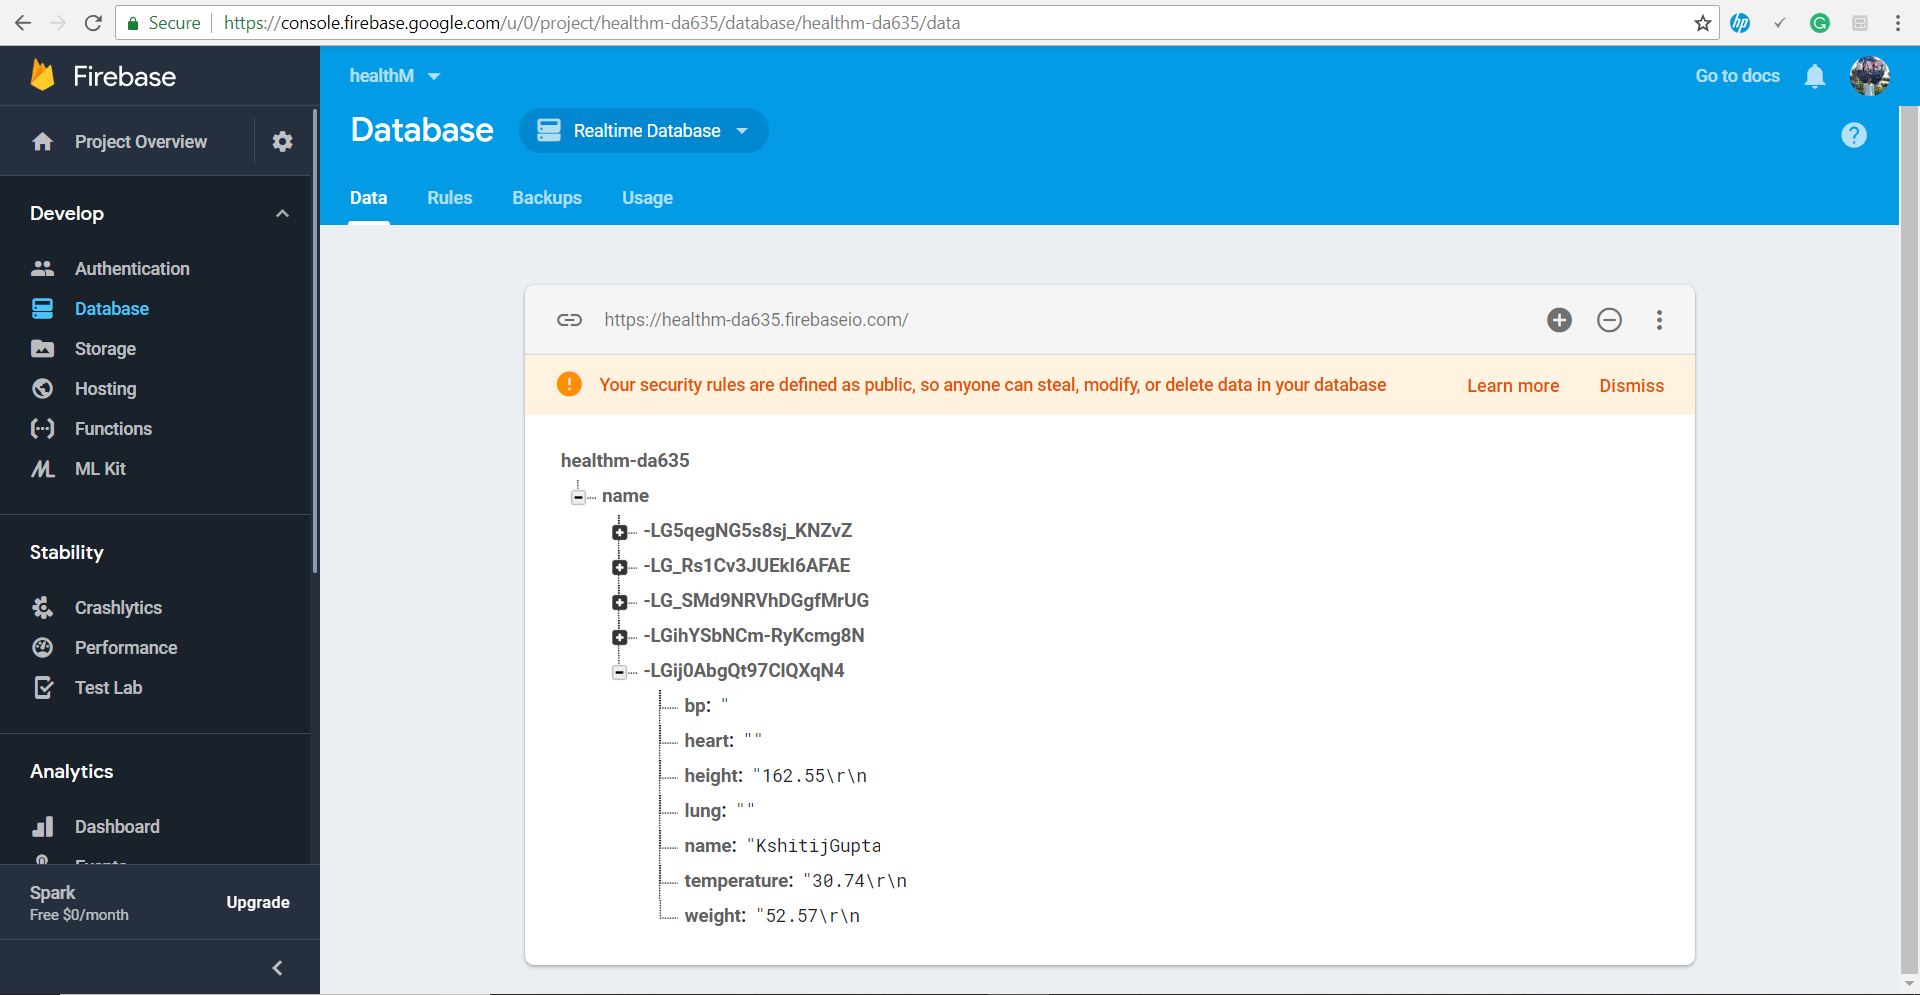 Secure https://console.firebase.google.com/u/0/project/healthm-da635/database/healthm-da635/data
Firebase
healthM
Go to docs
Project Overview
Database
Realtime Database
Data Rules Backups Usage
Develop
Authentication
Database
Storage
Hosting
Functions
ML Kit
Stability
Crashlytics
Performance
Test Lab
Analytics
Dashboard
Events
Spark
Free $0/month
Upgrade
https://healthm-da635.firebaseio.com/
Your security rules are defined as public, so anyone can steal, modify, or delete data in your database Learn more Dismiss
healthm-da635
name
-LG5qegNG5s8sj_KNZvZ
-LG_Rs1Cv3JUEkI6AFAE
-LG_SMd9NRVhDGgfMrUG
-LGihYSbNCm-RyKcmg8N
-LGij0AbgQt97ClQXqN4
bp: "
heart: ""
height: "162.55\r\n
lung: ""
name: "KshitijGupta
temperature: "30.74\r\n
weight: "52.57\r\n